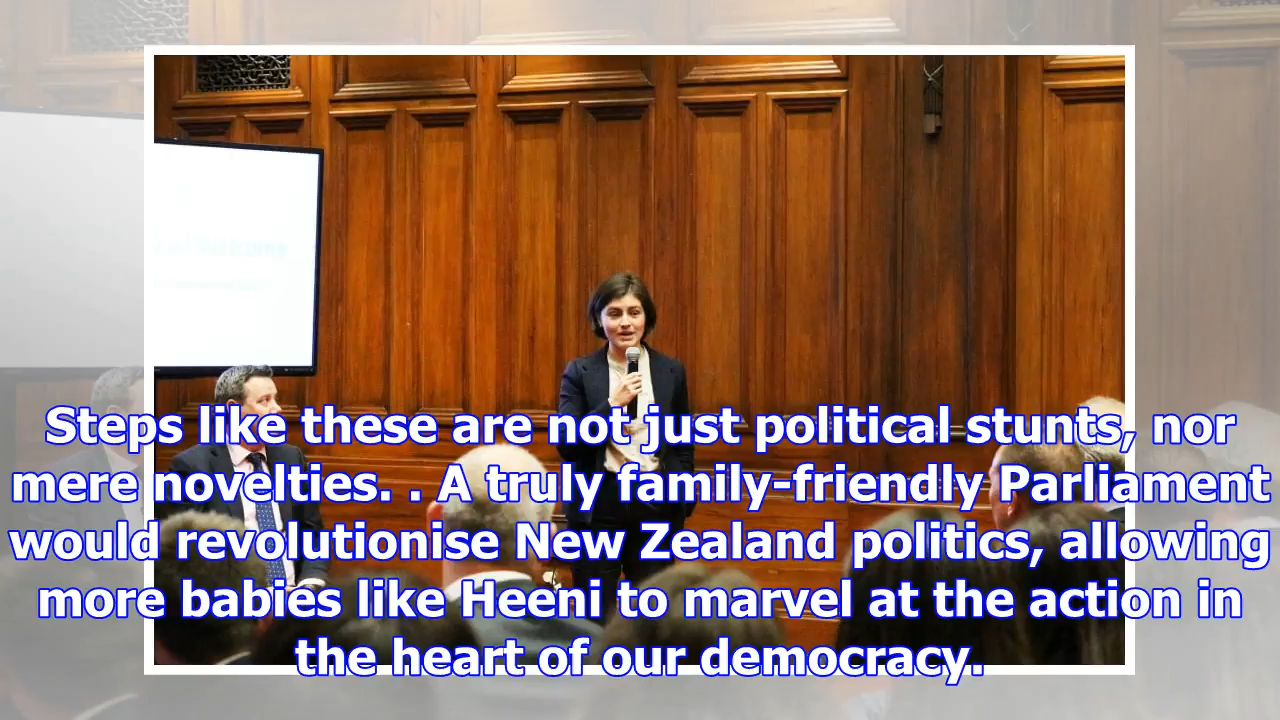 Steps like these are not just political stunts, nor
mere novelties. . A truly family-friendly Parliament
would revolutionise New Zealand politics, allowing
more babies like Heeni to marvel at the action in
the heart of our democracy.